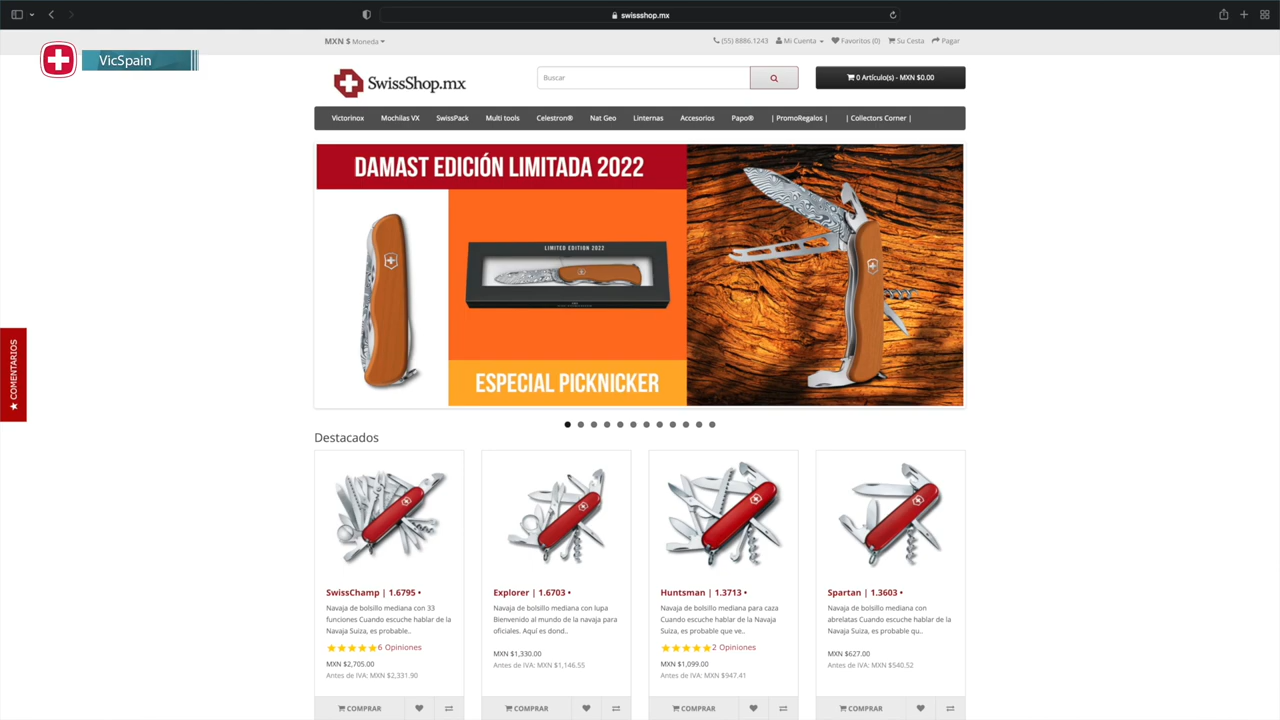 swissshop.mx
VicSpain
MXN $ Moneda
(55) 8886.1243 Mi Cuenta Favoritos (0) Su Cesta Pagar
SwissShop.mx
Buscar
0 Artículo(s) - MXN $0.00
Victorinox Mochilas VX SwissPack Multi tools Celestron® Nat Geo Linternas Accesorios Papo® | PromoRegalos | | Collectors Corner |
DAMAST EDICIÓN LIMITADA 2022
LIMITED EDITION 2022
ESPECIAL PICKNICKER
★ COMENTARIOS
Destacados
SwissChamp | 1.6795 •
Navaja de bolsillo mediana con 33
funciones Cuando escuche hablar de la
Navaja Suiza, es probable..
6 Opiniones
MXN $2,705.00
Antes de IVA: MXN $2,331.90
COMPRAR
Explorer | 1.6703 •
Navaja de bolsillo mediana con lupa
Bienvenido al mundo de la navaja para
oficiales. Aquí es dond..
MXN $1,330.00
Antes de IVA: MXN $1,146.55
COMPRAR
Huntsman | 1.3713 •
Navaja de bolsillo mediana para caza
Cuando escuche hablar de la Navaja
Suiza, es probable que ve..
2 Opiniones
MXN $1,099.00
Antes de IVA: MXN $947.41
COMPRAR
Spartan | 1.3603 •
Navaja de bolsillo mediana con
abrelatas Cuando escuche hablar de la
Navaja Suiza, es probable qu..
MXN $627.00
Antes de IVA: MXN $540.52
COMPRAR